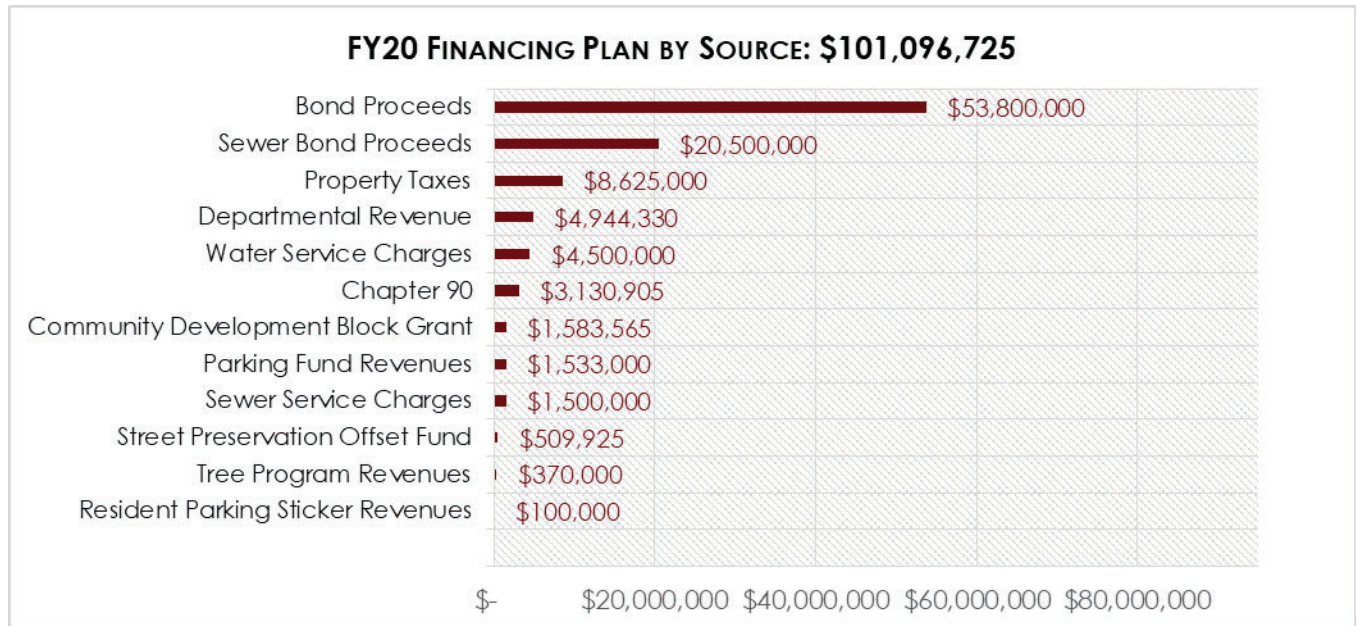 FY20 FINANCING PLAN BY SOURCE: $101,096,725
Bond Proceeds $53,800,000
Sewer Bond Proceeds $20,500,000
Property Taxes $8,625,000
Departmental Revenue $4,944,330
Water Service Charges $4,500,000
Chapter 90 $3,130,905
Community Development Block Grant $1,583,565
Parking Fund Revenues $1,533,000
Sewer Service Charges $1,500,000
Street Preservation Offset Fund $509,925
Tree Program Revenues $370,000
Resident Parking Sticker Revenues $100,000
$- $20,000,000 $40,000,000 $60,000,000 $80,000,000